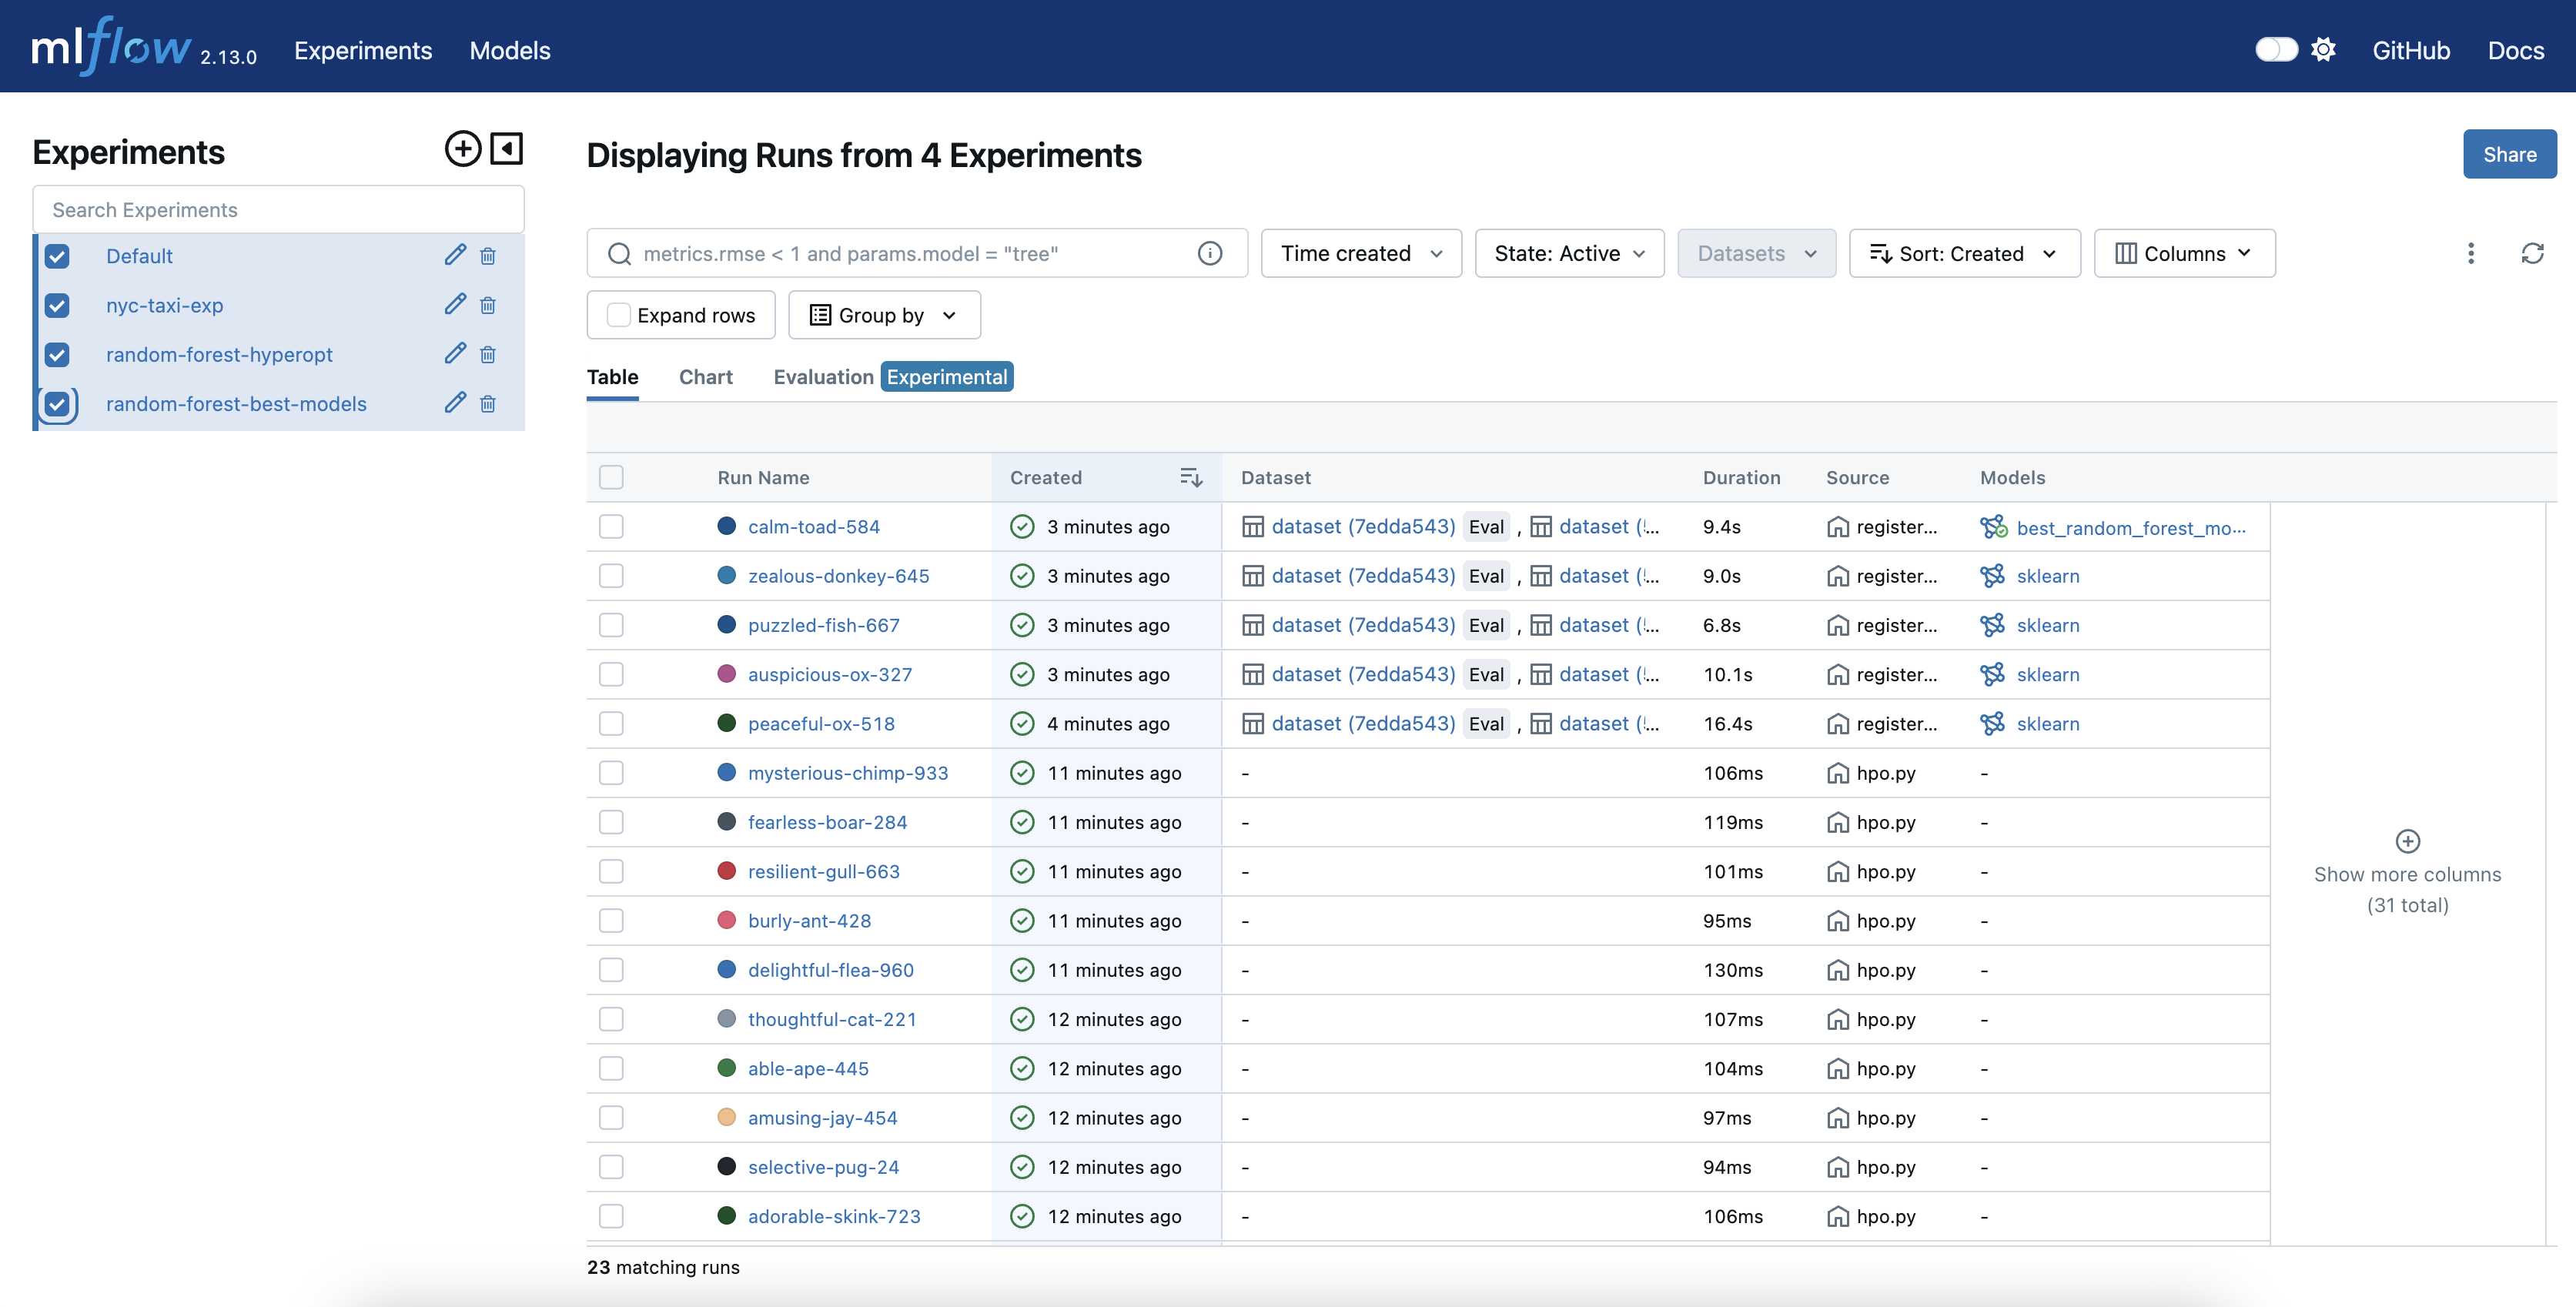 mlflow 2.13.0 Experiments Models GitHub Docs
Experiments
Search Experiments
Default
nyc-taxi-exp
random-forest-hyperopt
random-forest-best-models
Displaying Runs from 4 Experiments
Share
metrics.rmse < 1 and params.model = "tree"
Time created
State: Active
Datasets
Sort: Created
Columns
Expand rows
Group by
Table Chart Evaluation Experimental
Run Name Created Dataset Duration Source Models
calm-toad-584 3 minutes ago dataset (7edda543) Eval , dataset (... 9.4s register... best_random_forest_mo...
zealous-donkey-645 3 minutes ago dataset (7edda543) Eval , dataset (... 9.0s register... sklearn
puzzled-fish-667 3 minutes ago dataset (7edda543) Eval , dataset (... 6.8s register... sklearn
auspicious-ox-327 3 minutes ago dataset (7edda543) Eval , dataset (... 10.1s register... sklearn
peaceful-ox-518 4 minutes ago dataset (7edda543) Eval , dataset (... 16.4s register... sklearn
mysterious-chimp-933 11 minutes ago - 106ms hpo.py -
fearless-boar-284 11 minutes ago - 119ms hpo.py -
resilient-gull-663 11 minutes ago - 101ms hpo.py -
burly-ant-428 11 minutes ago - 95ms hpo.py -
delightful-flea-960 11 minutes ago - 130ms hpo.py -
thoughtful-cat-221 12 minutes ago - 107ms hpo.py -
able-ape-445 12 minutes ago - 104ms hpo.py -
amusing-jay-454 12 minutes ago - 97ms hpo.py -
selective-pug-24 12 minutes ago - 94ms hpo.py -
adorable-skink-723 12 minutes ago - 106ms hpo.py -
Show more columns
(31 total)
23 matching runs